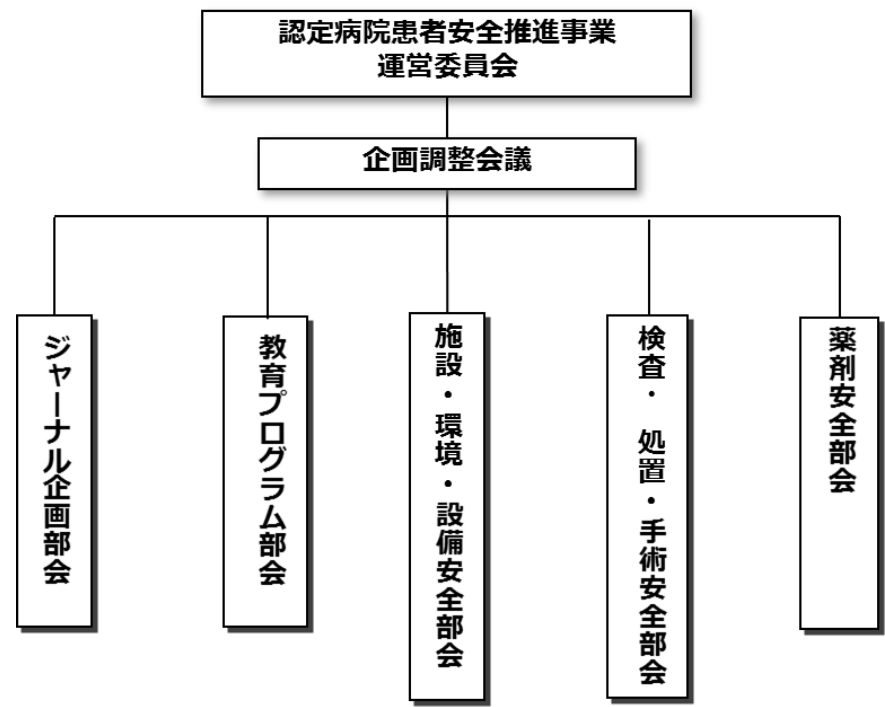 認定病院患者安全推進事業
運営委員会
企画調整会議
ジャーナル企画部会
教育プログラム部会
施設・環境・設備安全部会
検査・ 処置・手術安全部会
薬剤安全部会